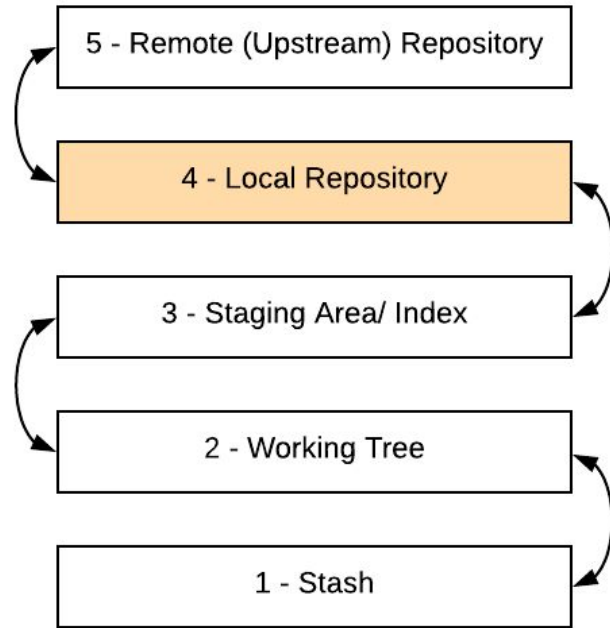 5 - Remote (Upstream) Repository
4 - Local Repository
3 - Staging Area/ Index
2 - Working Tree
1 - Stash